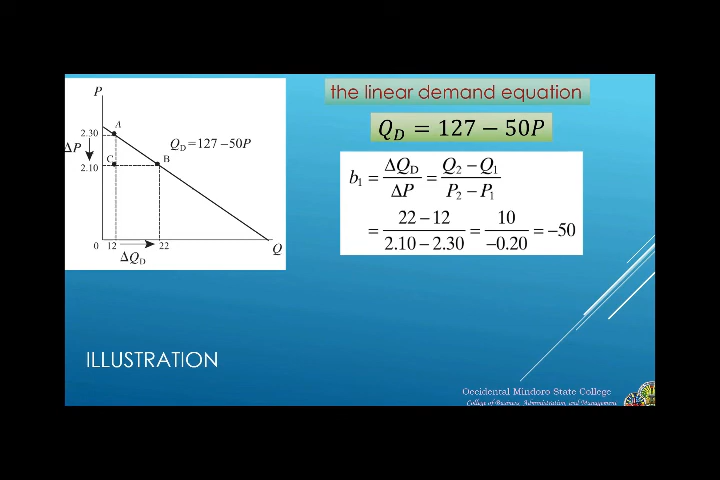 the linear demand equation
Q_D = 127 − 50P
P
2.30
A
ΔP
Q_D = 127 – 50P
2.10
C
B
0
12
22
Q
ΔQ_D
b₁ = ΔQ_D / ΔP = (Q₂ − Q₁) / (P₂ − P₁)
= (22 − 12) / (2.10 − 2.30) = 10 / −0.20 = −50
ILLUSTRATION
Occidental Mindoro State College
College of Business, Administration, and Management